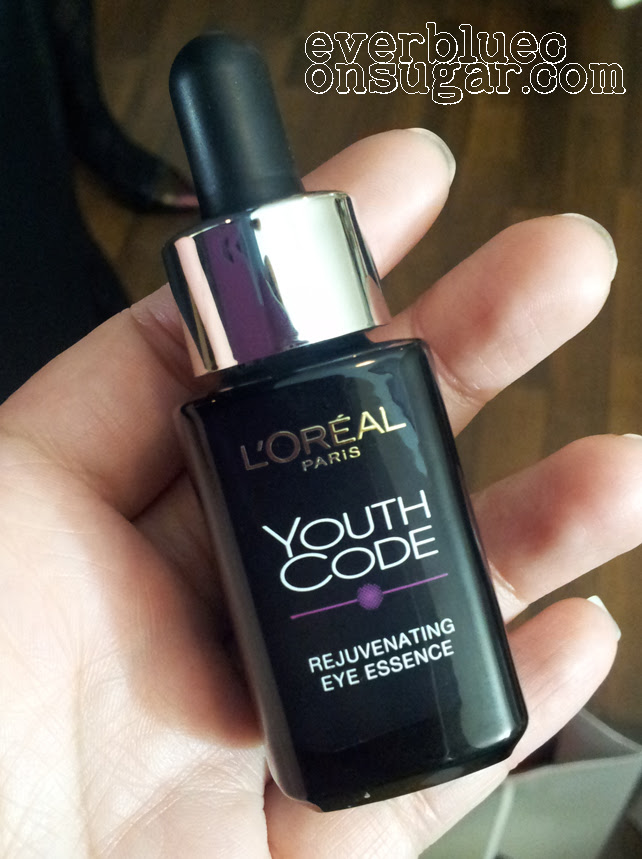 everbluec
onsugar.com
L'ORÉAL
PARIS
YOUTH
CODE
REJUVENATING
EYE ESSENCE